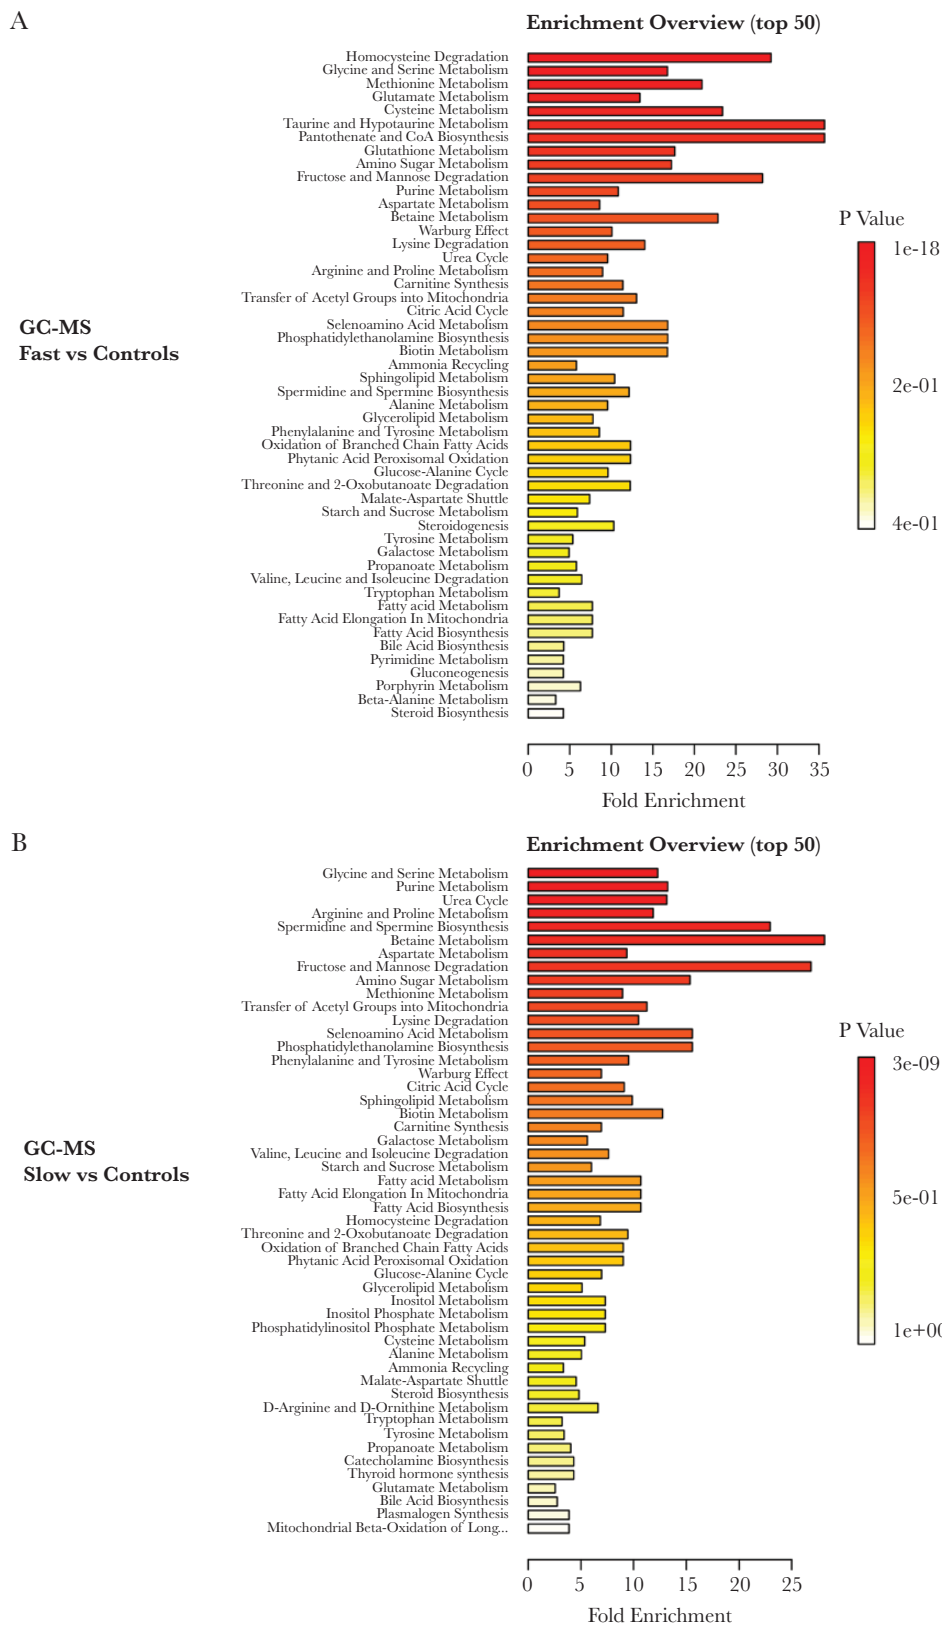 A
Enrichment Overview (top 50)
Homocysteine Degradation
Glycine and Serine Metabolism
Methionine Metabolism
Glutamate Metabolism
Cysteine Metabolism
Taurine and Hypotaurine Metabolism
Pantothenate and CoA Biosynthesis
Glutathione Metabolism
Amino Sugar Metabolism
Fructose and Mannose Degradation
Purine Metabolism
Aspartate Metabolism
Betaine Metabolism
Warburg Effect
Lysine Degradation
Urea Cycle
Arginine and Proline Metabolism
Carnitine Synthesis
Transfer of Acetyl Groups into Mitochondria
Citric Acid Cycle
Selenoamino Acid Metabolism
Phosphatidylethanolamine Biosynthesis
Biotin Metabolism
Ammonia Recycling
Sphingolipid Metabolism
Spermidine and Spermine Biosynthesis
Alanine Metabolism
Glycerolipid Metabolism
Phenylalanine and Tyrosine Metabolism
Oxidation of Branched Chain Fatty Acids
Phytanic Acid Peroxisomal Oxidation
Glucose-Alanine Cycle
Threonine and 2-Oxobutanoate Degradation
Malate-Aspartate Shuttle
Starch and Sucrose Metabolism
Steroidogenesis
Tyrosine Metabolism
Galactose Metabolism
Propanoate Metabolism
Valine, Leucine and Isoleucine Degradation
Tryptophan Metabolism
Fatty acid Metabolism
Fatty Acid Elongation In Mitochondria
Fatty Acid Biosynthesis
Bile Acid Biosynthesis
Pyrimidine Metabolism
Gluconeogenesis
Porphyrin Metabolism
Beta-Alanine Metabolism
Steroid Biosynthesis
GC-MS
Fast vs Controls
P Value
1e-18
2e-01
4e-01
0 5 10 15 20 25 30 35
Fold Enrichment
B
Enrichment Overview (top 50)
Glycine and Serine Metabolism
Purine Metabolism
Urea Cycle
Arginine and Proline Metabolism
Spermidine and Spermine Biosynthesis
Betaine Metabolism
Aspartate Metabolism
Fructose and Mannose Degradation
Amino Sugar Metabolism
Methionine Metabolism
Transfer of Acetyl Groups into Mitochondria
Lysine Degradation
Selenoamino Acid Metabolism
Phosphatidylethanolamine Biosynthesis
Phenylalanine and Tyrosine Metabolism
Warburg Effect
Citric Acid Cycle
Sphingolipid Metabolism
Biotin Metabolism
Carnitine Synthesis
Galactose Metabolism
Valine, Leucine and Isoleucine Degradation
Starch and Sucrose Metabolism
Fatty acid Metabolism
Fatty Acid Elongation In Mitochondria
Fatty Acid Biosynthesis
Homocysteine Degradation
Threonine and 2-Oxobutanoate Degradation
Oxidation of Branched Chain Fatty Acids
Phytanic Acid Peroxisomal Oxidation
Glucose-Alanine Cycle
Glycerolipid Metabolism
Inositol Metabolism
Inositol Phosphate Metabolism
Phosphatidylinositol Phosphate Metabolism
Cysteine Metabolism
Alanine Metabolism
Ammonia Recycling
Malate-Aspartate Shuttle
Steroid Biosynthesis
D-Arginine and D-Ornithine Metabolism
Tryptophan Metabolism
Tyrosine Metabolism
Propanoate Metabolism
Catecholamine Biosynthesis
Thyroid hormone synthesis
Glutamate Metabolism
Bile Acid Biosynthesis
Plasmalogen Synthesis
Mitochondrial Beta-Oxidation of Long...
GC-MS
Slow vs Controls
P Value
3e-09
5e-01
1e+00
0 5 10 15 20 25
Fold Enrichment